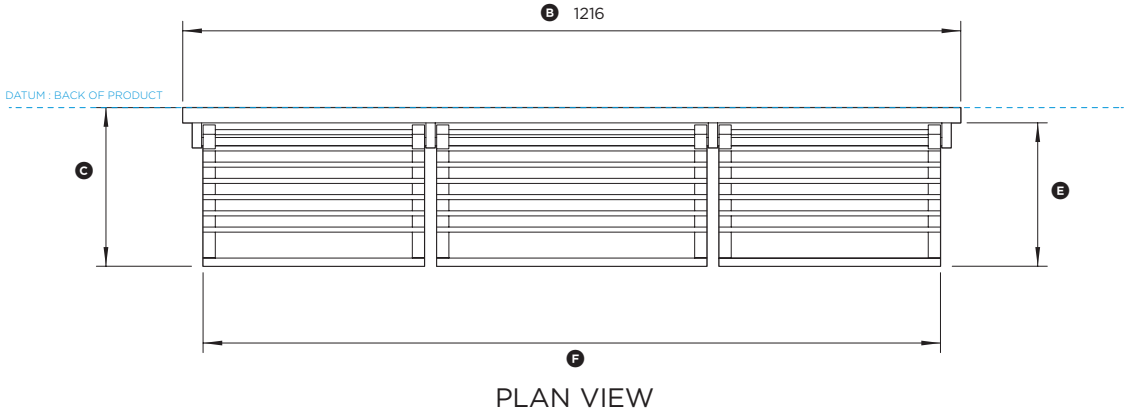 B 1216
DATUM : BACK OF PRODUCT
C
E
F
PLAN VIEW